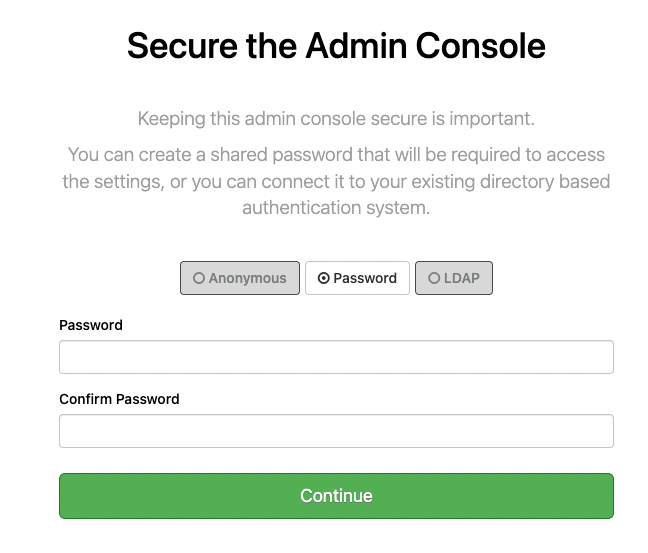 Secure the Admin Console
Keeping this admin console secure is important.
You can create a shared password that will be required to access
the settings, or you can connect it to your existing directory based
authentication system.
Anonymous Password LDAP
Password
Confirm Password
Continue